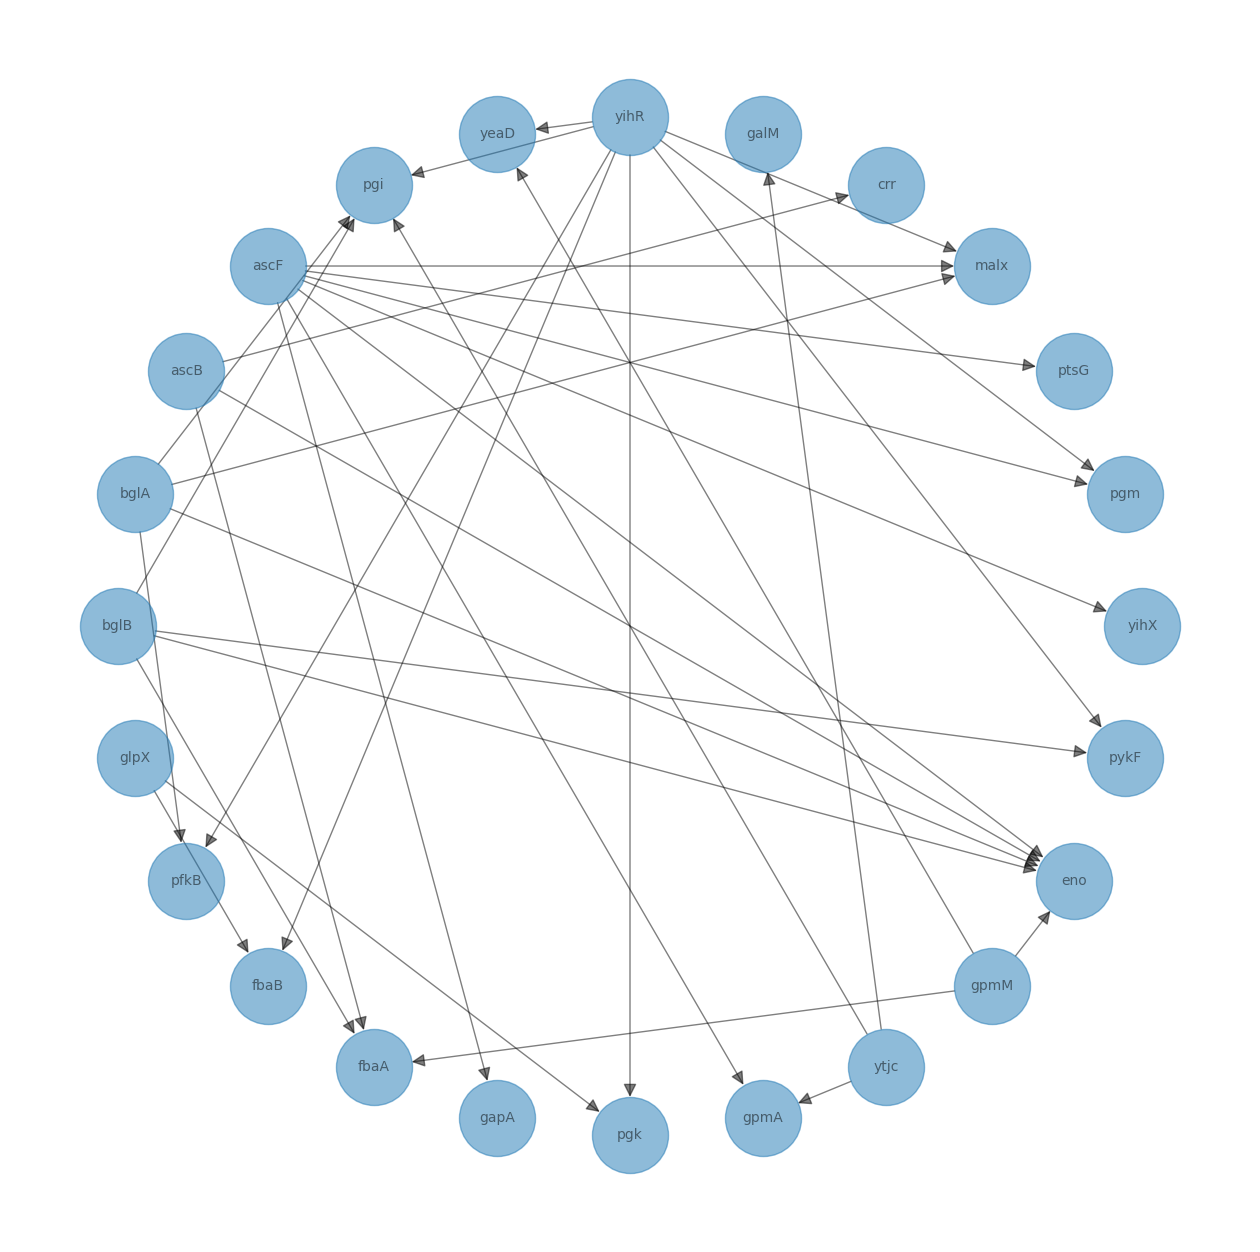 yihR
yeaD
galM
pgi
crr
ascF
malx
ascB
ptsG
bglA
pgm
bglB
yihX
glpX
pykF
pfkB
eno
fbaB
gpmM
fbaA
ytjc
gapA
gpmA
pgk